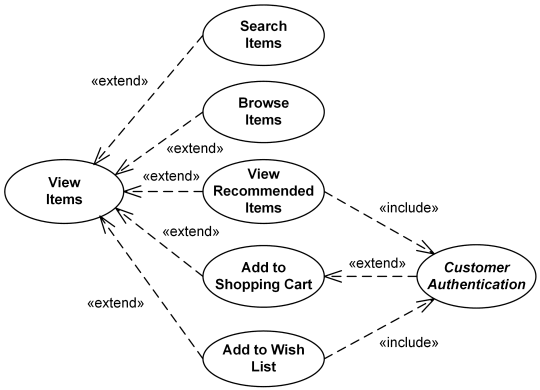 Search
Items
«extend»
Browse
Items
«extend»
View
Items
«extend»
View
Recommended
Items
«include»
«extend»
Add to
Shopping Cart
«extend»
Customer
Authentication
«extend»
Add to Wish
List
«include»